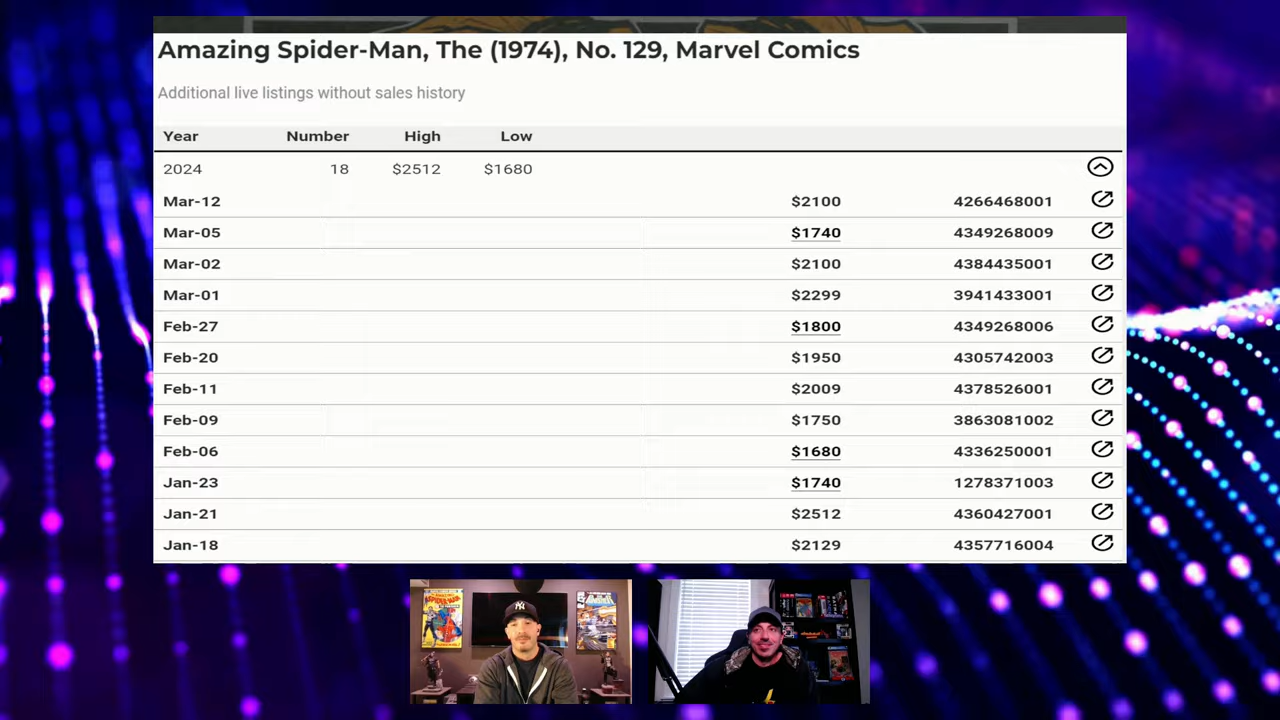 Amazing Spider-Man, The (1974), No. 129, Marvel Comics
Additional live listings without sales history
Year Number High Low
2024 18 $2512 $1680
Mar-12 $2100 4266468001
Mar-05 $1740 4349268009
Mar-02 $2100 4384435001
Mar-01 $2299 3941433001
Feb-27 $1800 4349268006
Feb-20 $1950 4305742003
Feb-11 $2009 4378526001
Feb-09 $1750 3863081002
Feb-06 $1680 4336250001
Jan-23 $1740 1278371003
Jan-21 $2512 4360427001
Jan-18 $2129 4357716004